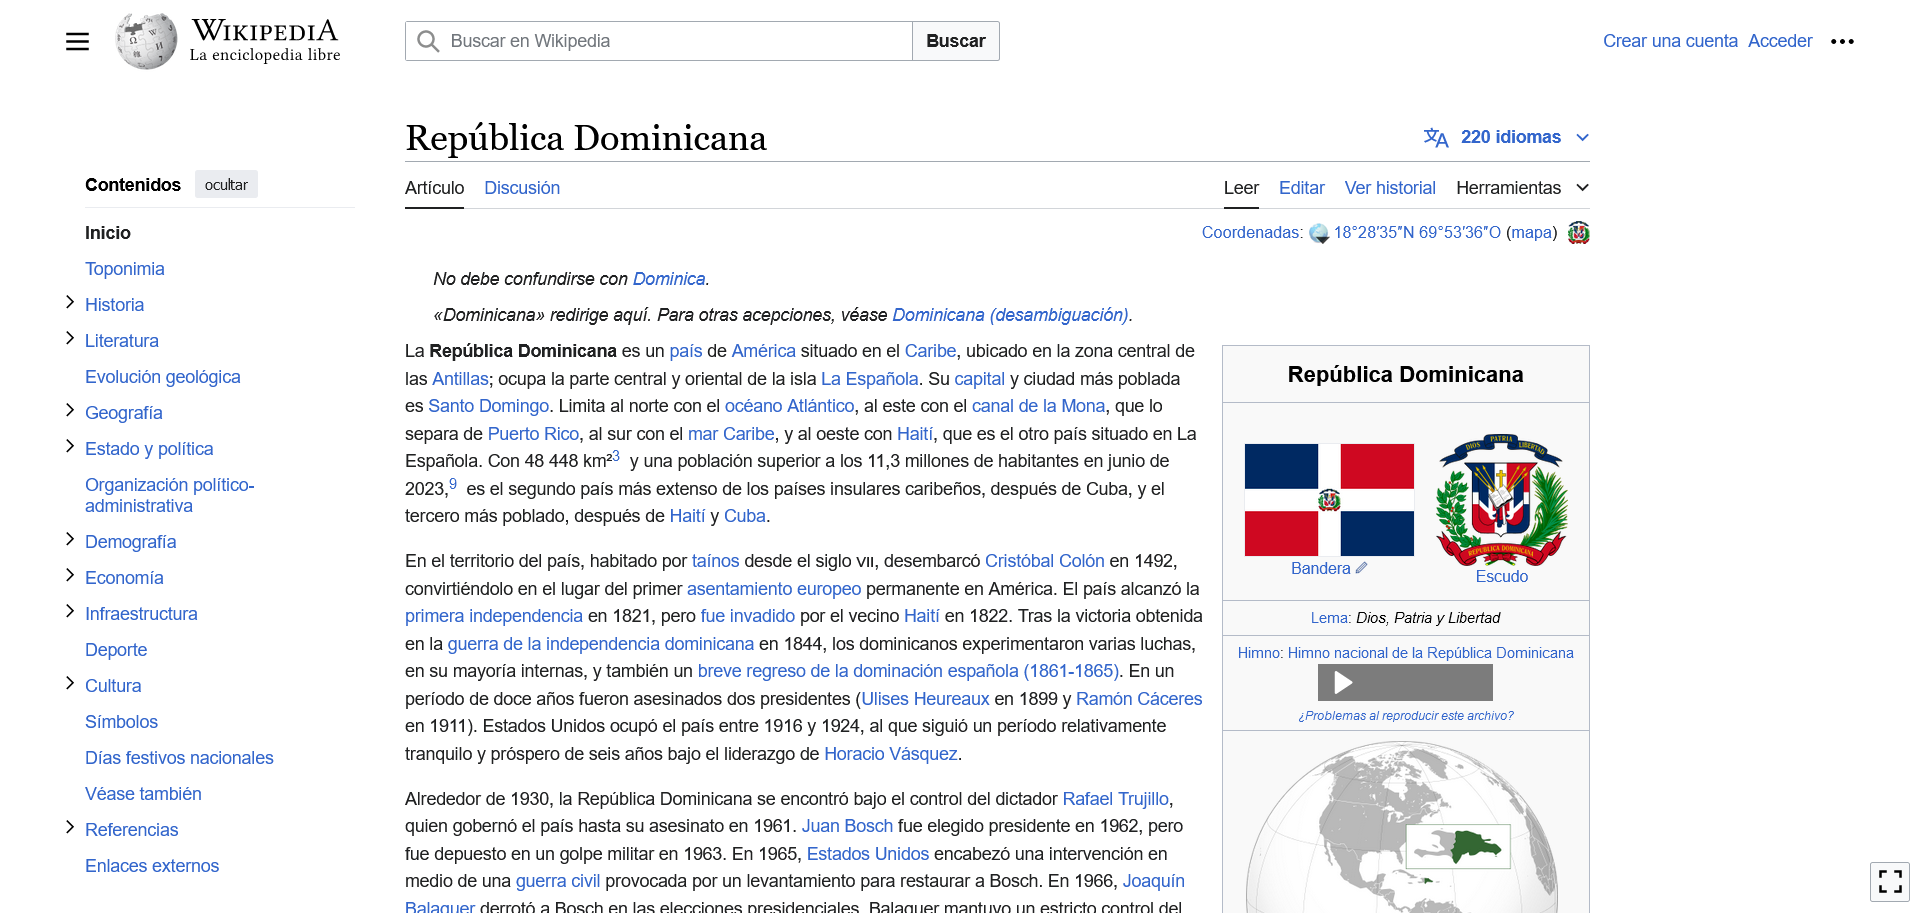 WIKIPEDIA
La enciclopedia libre
Buscar en Wikipedia
Buscar
Crear una cuenta Acceder
República Dominicana
220 idiomas
Artículo Discusión
Leer Editar Ver historial Herramientas
Coordenadas: 18°28′35″N 69°53′36″O (mapa)
Contenidos ocultar
Inicio
Toponimia
Historia
Literatura
Evolución geológica
Geografía
Estado y política
Organización político-
administrativa
Demografía
Economía
Infraestructura
Deporte
Cultura
Símbolos
Días festivos nacionales
Véase también
Referencias
Enlaces externos
No debe confundirse con Dominica.
«Dominicana» redirige aquí. Para otras acepciones, véase Dominicana (desambiguación).
La República Dominicana es un país de América situado en el Caribe, ubicado en la zona central de
las Antillas; ocupa la parte central y oriental de la isla La Española. Su capital y ciudad más poblada
es Santo Domingo. Limita al norte con el océano Atlántico, al este con el canal de la Mona, que lo
separa de Puerto Rico, al sur con el mar Caribe, y al oeste con Haití, que es el otro país situado en La
Española. Con 48 448 km²3 y una población superior a los 11,3 millones de habitantes en junio de
2023,9 es el segundo país más extenso de los países insulares caribeños, después de Cuba, y el
tercero más poblado, después de Haití y Cuba.
En el territorio del país, habitado por taínos desde el siglo VII, desembarcó Cristóbal Colón en 1492,
convirtiéndolo en el lugar del primer asentamiento europeo permanente en América. El país alcanzó la
primera independencia en 1821, pero fue invadido por el vecino Haití en 1822. Tras la victoria obtenida
en la guerra de la independencia dominicana en 1844, los dominicanos experimentaron varias luchas,
en su mayoría internas, y también un breve regreso de la dominación española (1861-1865). En un
período de doce años fueron asesinados dos presidentes (Ulises Heureaux en 1899 y Ramón Cáceres
en 1911). Estados Unidos ocupó el país entre 1916 y 1924, al que siguió un período relativamente
tranquilo y próspero de seis años bajo el liderazgo de Horacio Vásquez.
Alrededor de 1930, la República Dominicana se encontró bajo el control del dictador Rafael Trujillo,
quien gobernó el país hasta su asesinato en 1961. Juan Bosch fue elegido presidente en 1962, pero
fue depuesto en un golpe militar en 1963. En 1965, Estados Unidos encabezó una intervención en
medio de una guerra civil provocada por un levantamiento para restaurar a Bosch. En 1966, Joaquín
Balaguer derrotó a Bosch en las elecciones presidenciales. Balaguer mantuvo un estricto control del
República Dominicana
DIOS PATRIA LIBERTAD
REPUBLICA DOMINICANA
Bandera
Escudo
Lema: Dios, Patria y Libertad
Himno: Himno nacional de la República Dominicana
¿Problemas al reproducir este archivo?